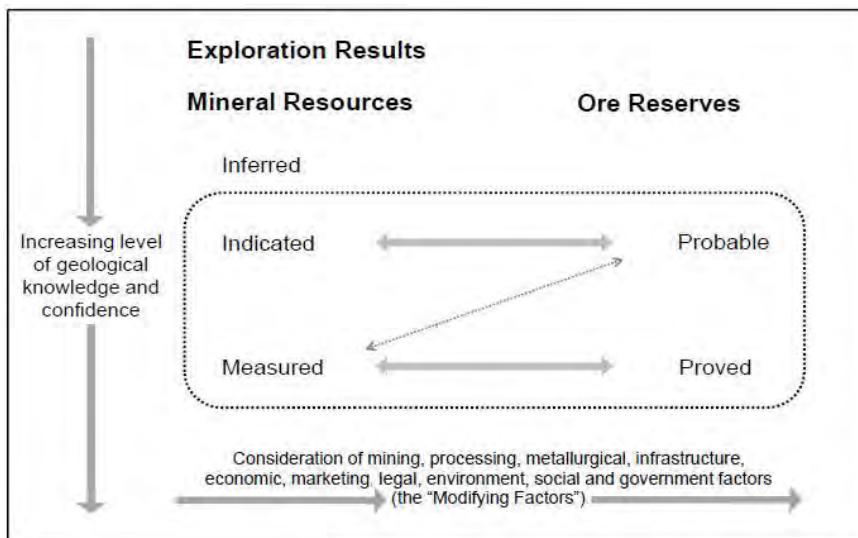 Exploration Results
Mineral Resources
Ore Reserves
Inferred
Increasing level
of geological
knowledge and
confidence
Indicated
Probable
Measured
Proved
Consideration of mining, processing, metallurgical, infrastructure,
economic, marketing, legal, environment, social and government factors
(the “Modifying Factors”)